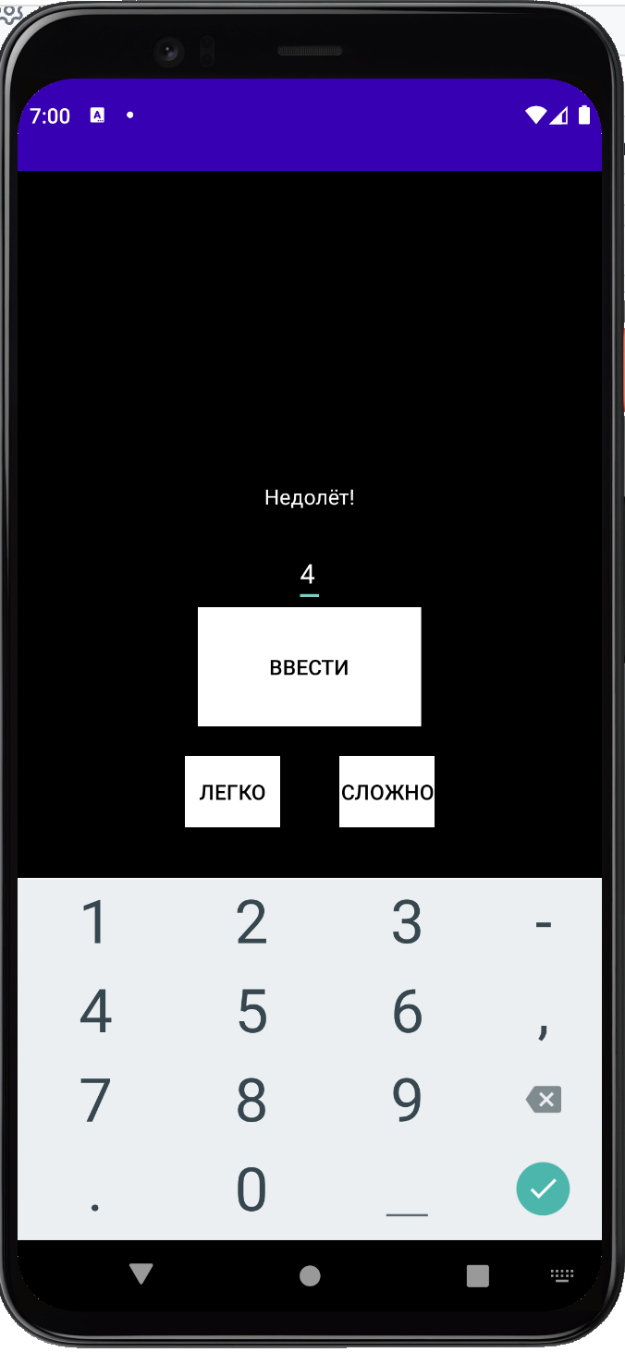 7:00 A
Недолёт!
4
ВВЕСТИ
ЛЕГКО СЛОЖНО
1 2 3 -
4 5 6 ,
7 8 9
. 0 _